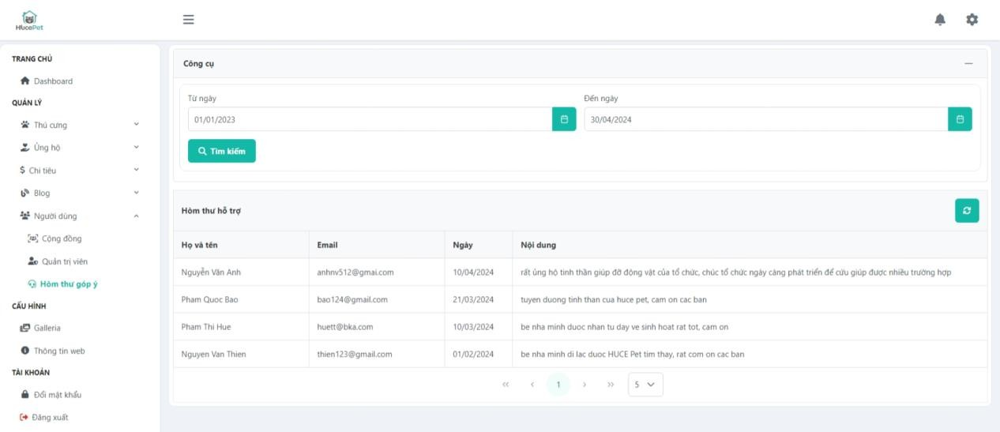 HucePet
TRANG CHỦ
Dashboard
QUẢN LÝ
Thú cưng
Ủng hộ
Chi tiêu
Blog
Người dùng
Cộng đồng
Quản trị viên
Hòm thư góp ý
CẤU HÌNH
Galleria
Thông tin web
TÀI KHOẢN
Đổi mật khẩu
Đăng xuất
Công cụ
Từ ngày Đến ngày
01/01/2023 30/04/2024
Tìm kiếm
Hòm thư hỗ trợ
Họ và tên Email Ngày Nội dung
Nguyễn Văn Anh anhnv512@gmai.com 10/04/2024 rất ủng hộ tinh thần giúp đỡ động vật của tổ chức, chúc tổ chức ngày càng phát triển để cứu giúp được nhiều trường hợp
Pham Quoc Bao bao124@gmail.com 21/03/2024 tuyen duong tinh than cua huce pet, cam on cac ban
Pham Thi Hue huett@bka.com 10/03/2024 be nha minh duoc nhan tu day ve sinh hoat rat tot, cam on
Nguyen Van Thien thien123@gmail.com 01/02/2024 be nha minh di lac duoc HUCE Pet tim thay, rat com on cac ban
« ‹ 1 › » 5